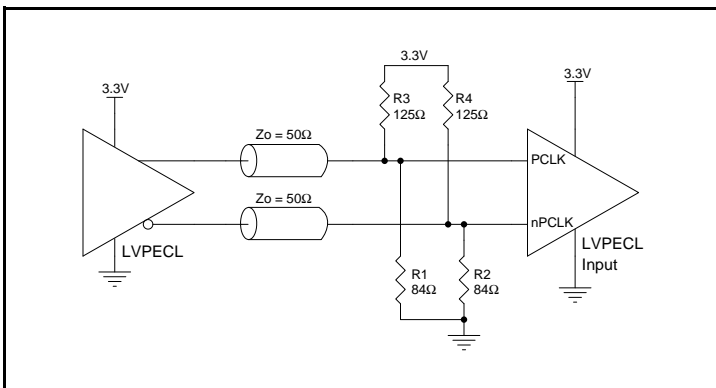 3.3V
3.3V
3.3V
R3
125Ω
R4
125Ω
Zo = 50Ω
PCLK
Zo = 50Ω
nPCLK
LVPECL
LVPECL
Input
R1
84Ω
R2
84Ω